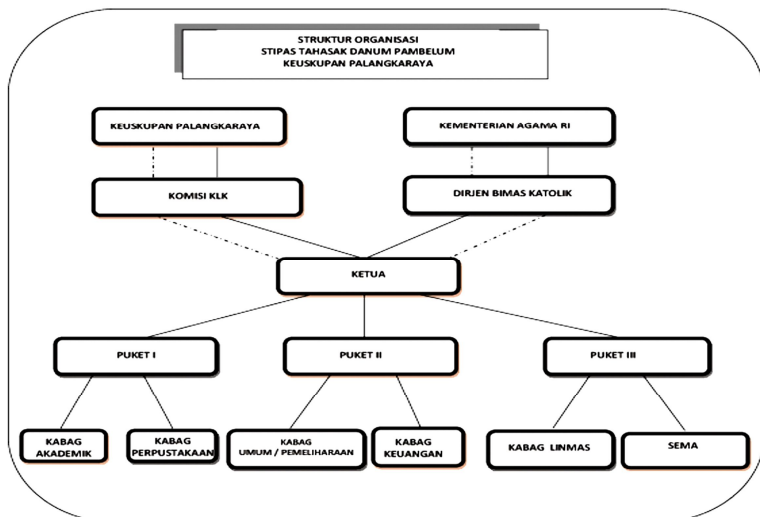 STRUKTUR ORGANISASI
STIPAS TAHASAK DANUM PAMBELUM
KEUSKUPAN PALANGKARAYA
KEUSKUPAN PALANGKARAYA
KEMENTERIAN AGAMA RI
KOMISI KLK
DIRJEN BIMAS KATOLIK
KETUA
PUKET I
PUKET II
PUKET III
KABAG
AKADEMIK
KABAG
PERPUSTAKAAN
KABAG
UMUM / PEMELIHARAAN
KABAG
KEUANGAN
KABAG LINMAS
SEMA